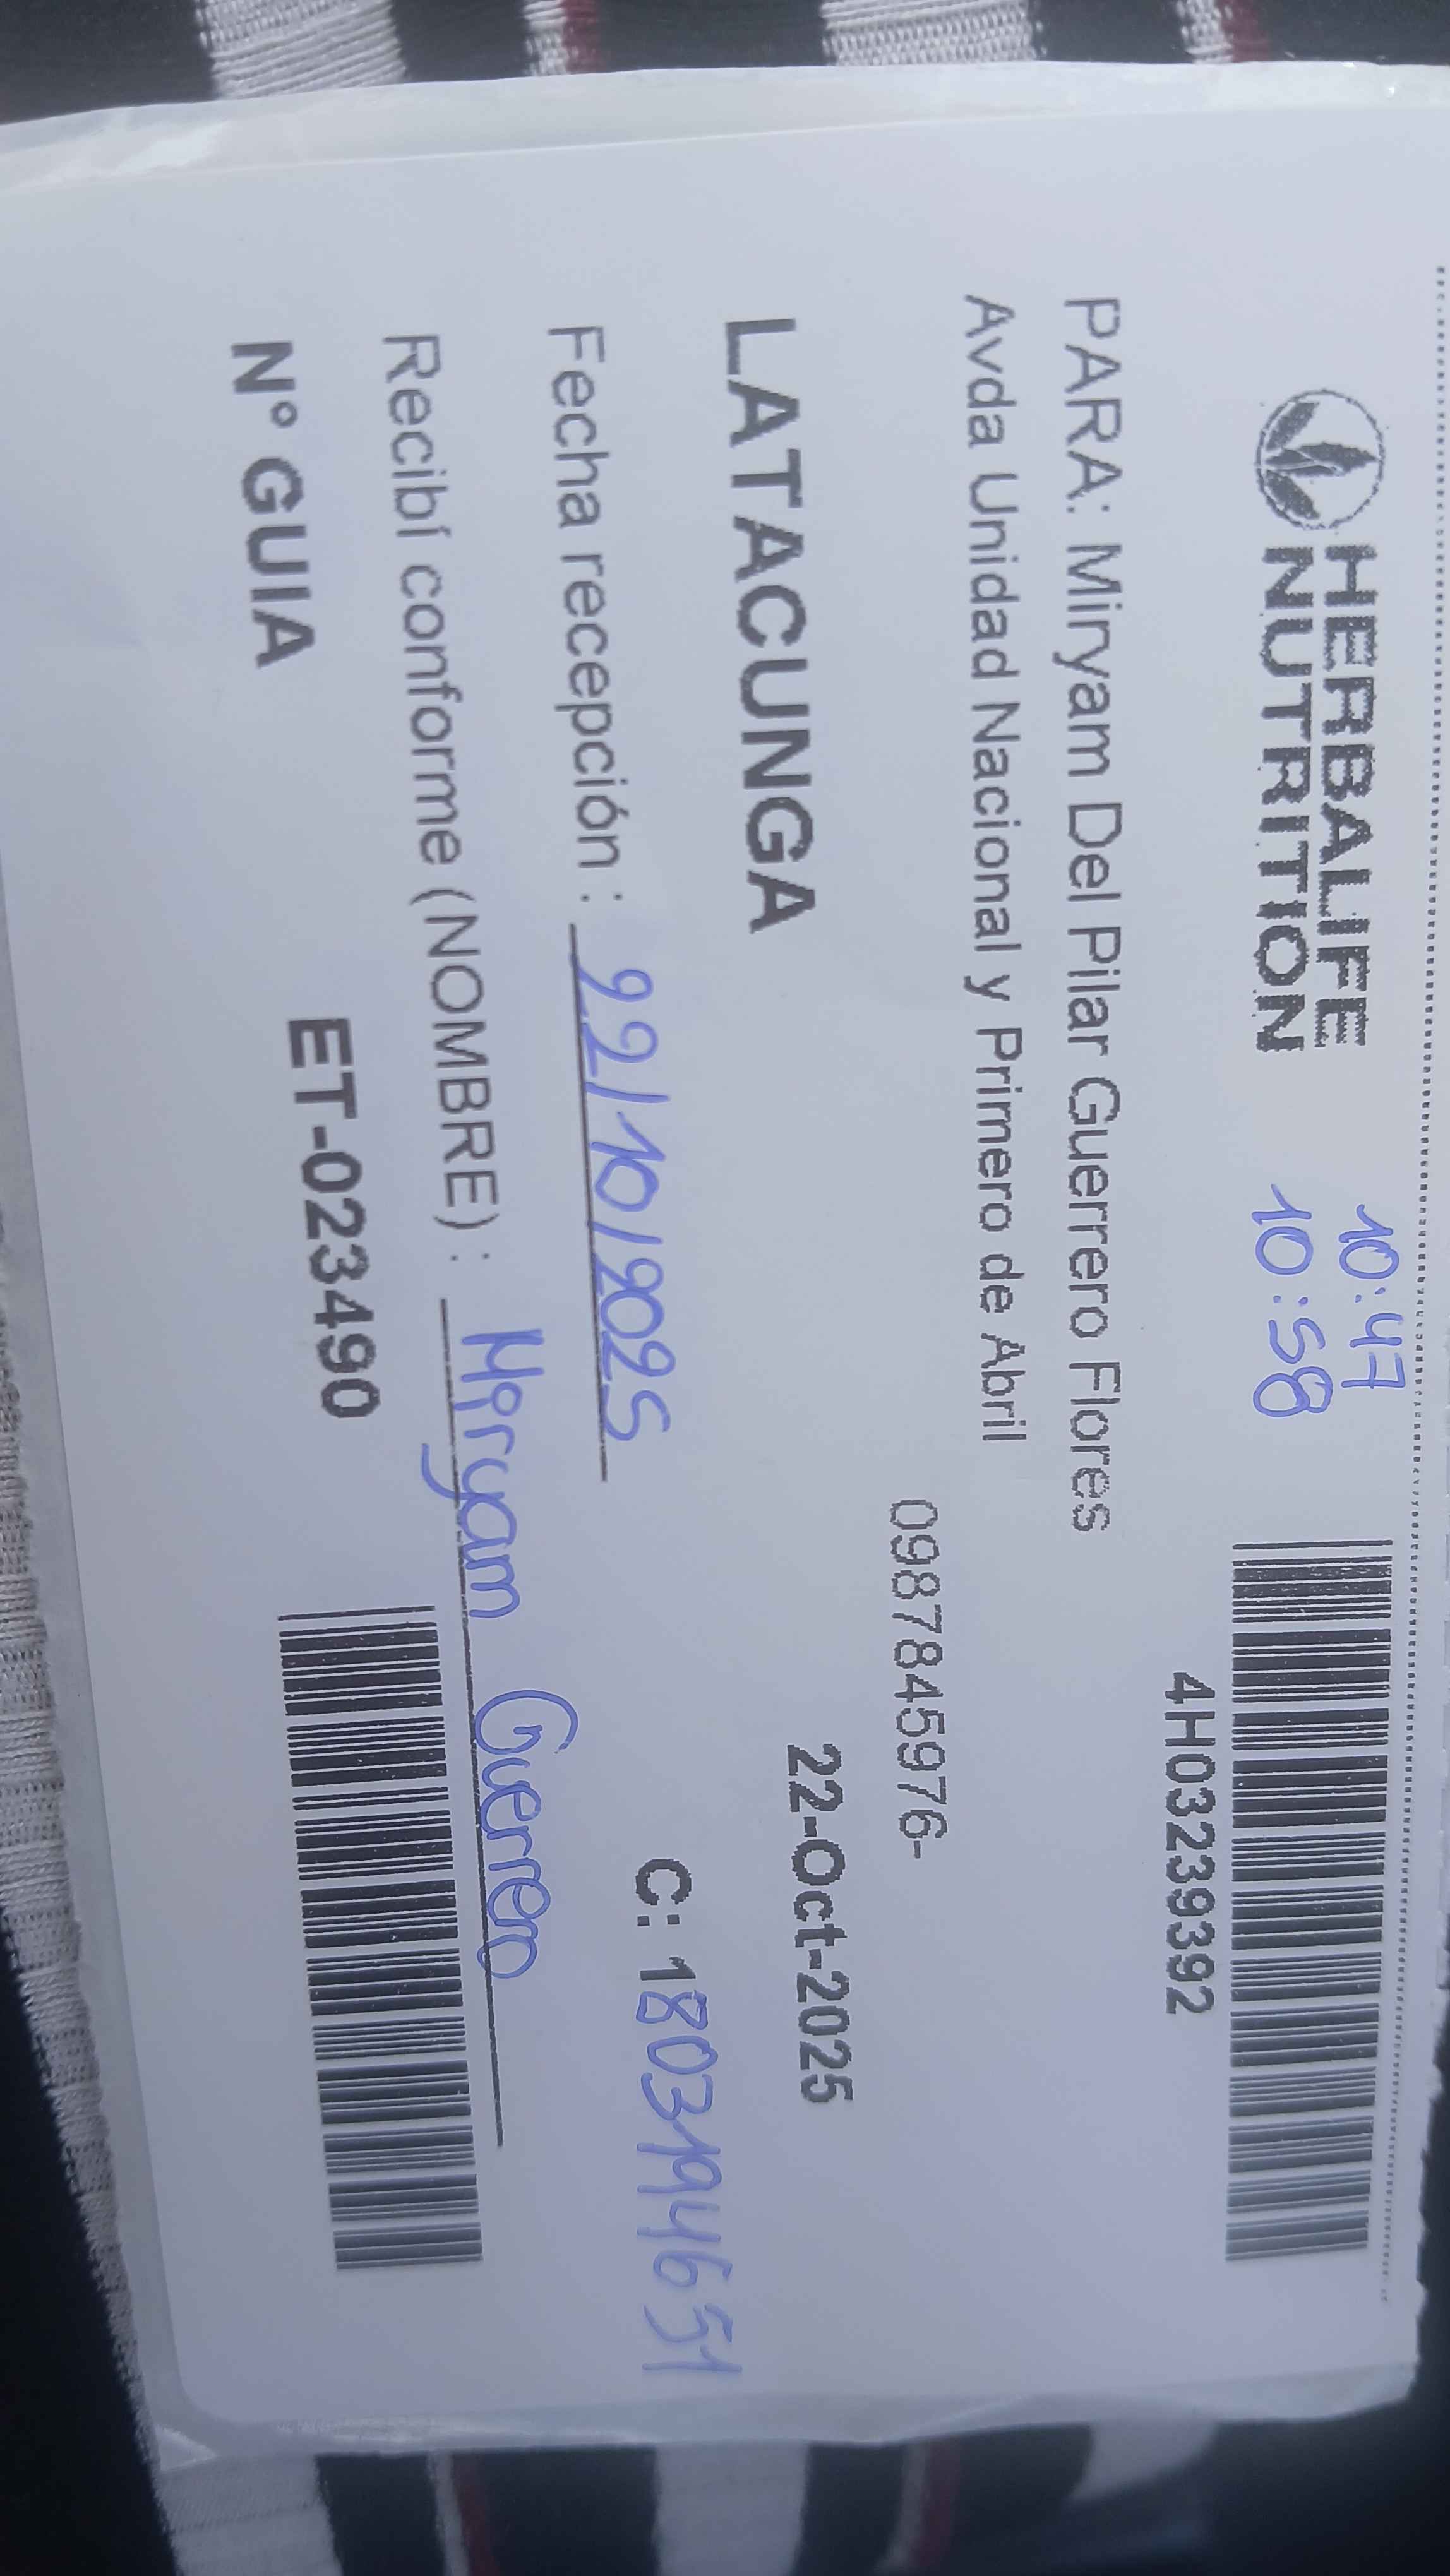 HERBALIFE
NUTRITION
10:47
10:58
4H03239392
PARA: Miryam Del Pilar Guerrero Flores
Avda Unidad Nacional y Primero de Abril
0987845976-
LATACUNGA
22-Oct-2025
Fecha recepción : 22/10/2025
C: 1803194651
Recibí conforme (NOMBRE) : Miryam Guerrero
N° GUIA ET-023490